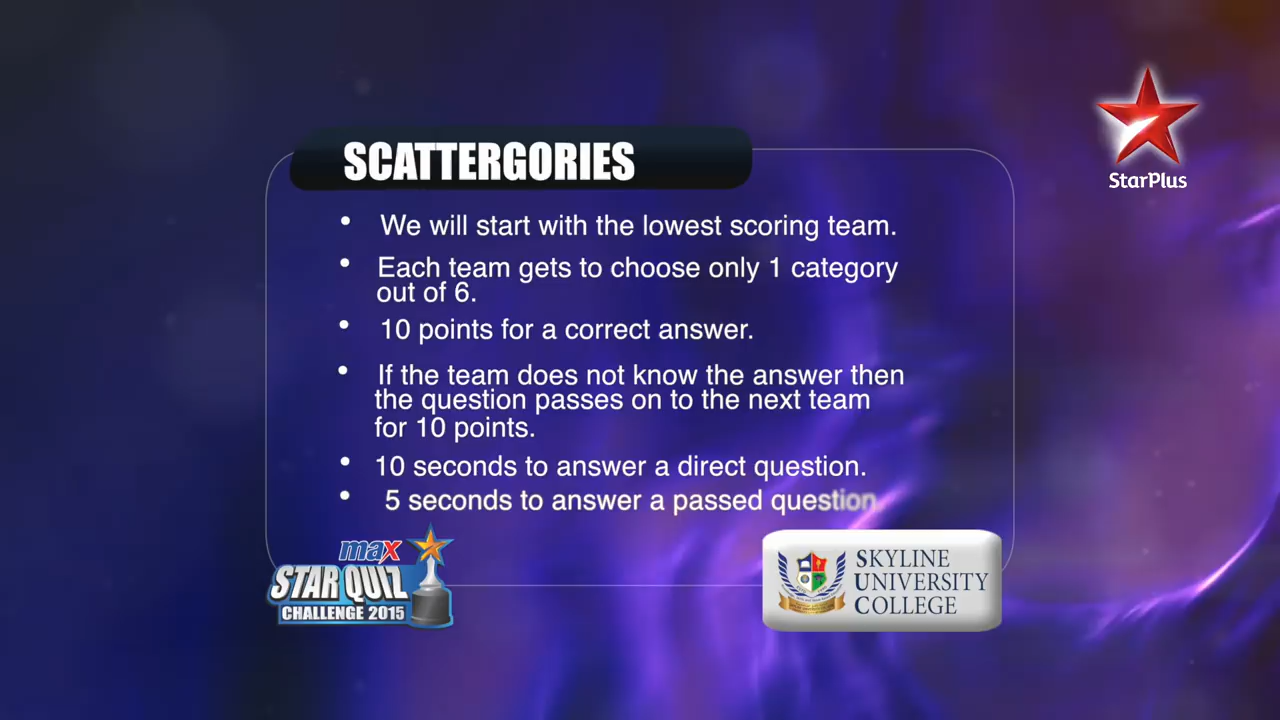 StarPlus
SCATTERGORIES
• We will start with the lowest scoring team.
• Each team gets to choose only 1 category
out of 6.
• 10 points for a correct answer.
• If the team does not know the answer then
the question passes on to the next team
for 10 points.
• 10 seconds to answer a direct question.
• 5 seconds to answer a passed question.
max
STAR QUIZ
CHALLENGE 2015
SKYLINE
UNIVERSITY
COLLEGE